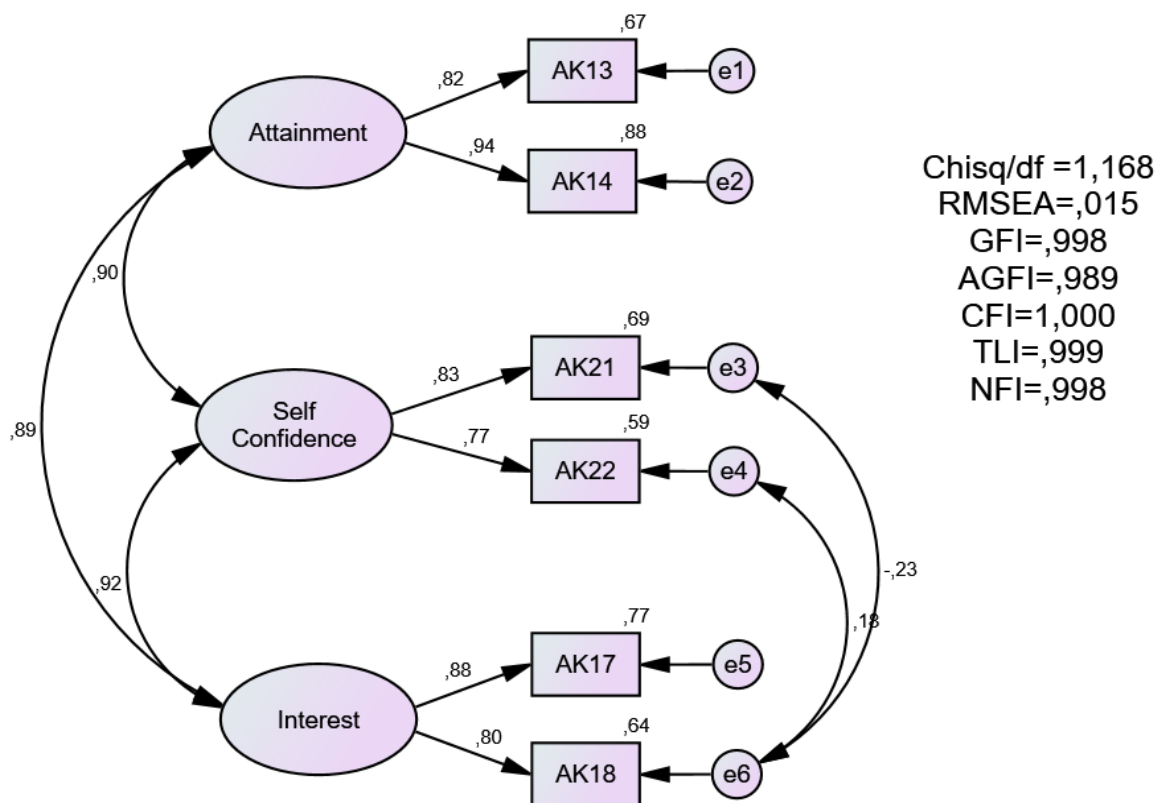 ,67
AK13
e1
,82
Attainment
,94
,88
AK14
e2
Chisq/df =1,168
RMSEA=,015
GFI=,998
AGFI=,989
CFI=1,000
TLI=,999
NFI=,998
,90
,69
AK21
e3
,83
Self
Confidence
,77
,59
AK22
e4
,89
,92
-,23
,18
,77
AK17
e5
,88
Interest
,80
,64
AK18
e6